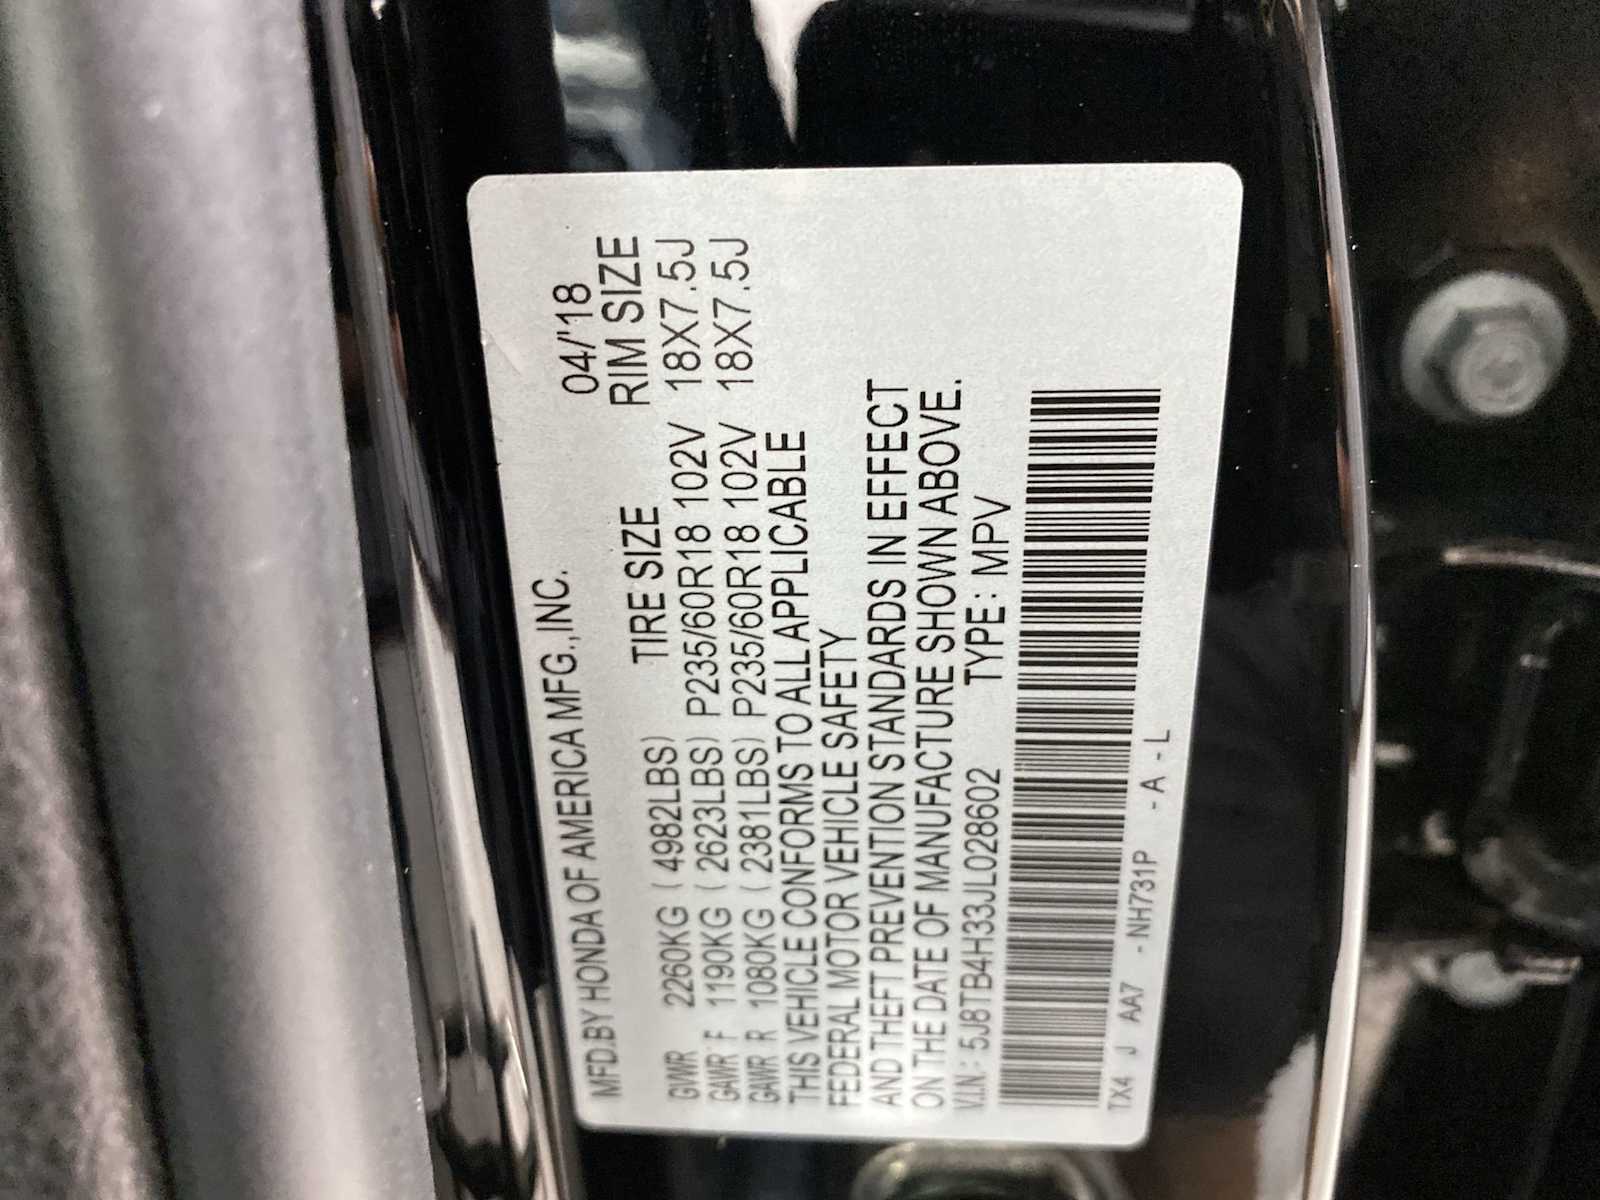 MFD.BY HONDA OF AMERICA MFG.,INC. 04/'18
TIRE SIZE RIM SIZE
GWR 2260KG ( 4982LBS) P235/60R18 102V 18X7.5J
GAWR F 1190KG ( 2623LBS) P235/60R18 102V 18X7.5J
GAWR R 1080KG ( 2381LBS)
THIS VEHICLE CONFORMS TO ALL APPLICABLE
FEDERAL MOTOR VEHICLE SAFETY
AND THEFT PREVENTION STANDARDS IN EFFECT
ON THE DATE OF MANUFACTURE SHOWN ABOVE.
V.I.N.: 5J8TB4H33JL028602 TYPE: MPV
TX4 J AA7 -NH731P - A - L